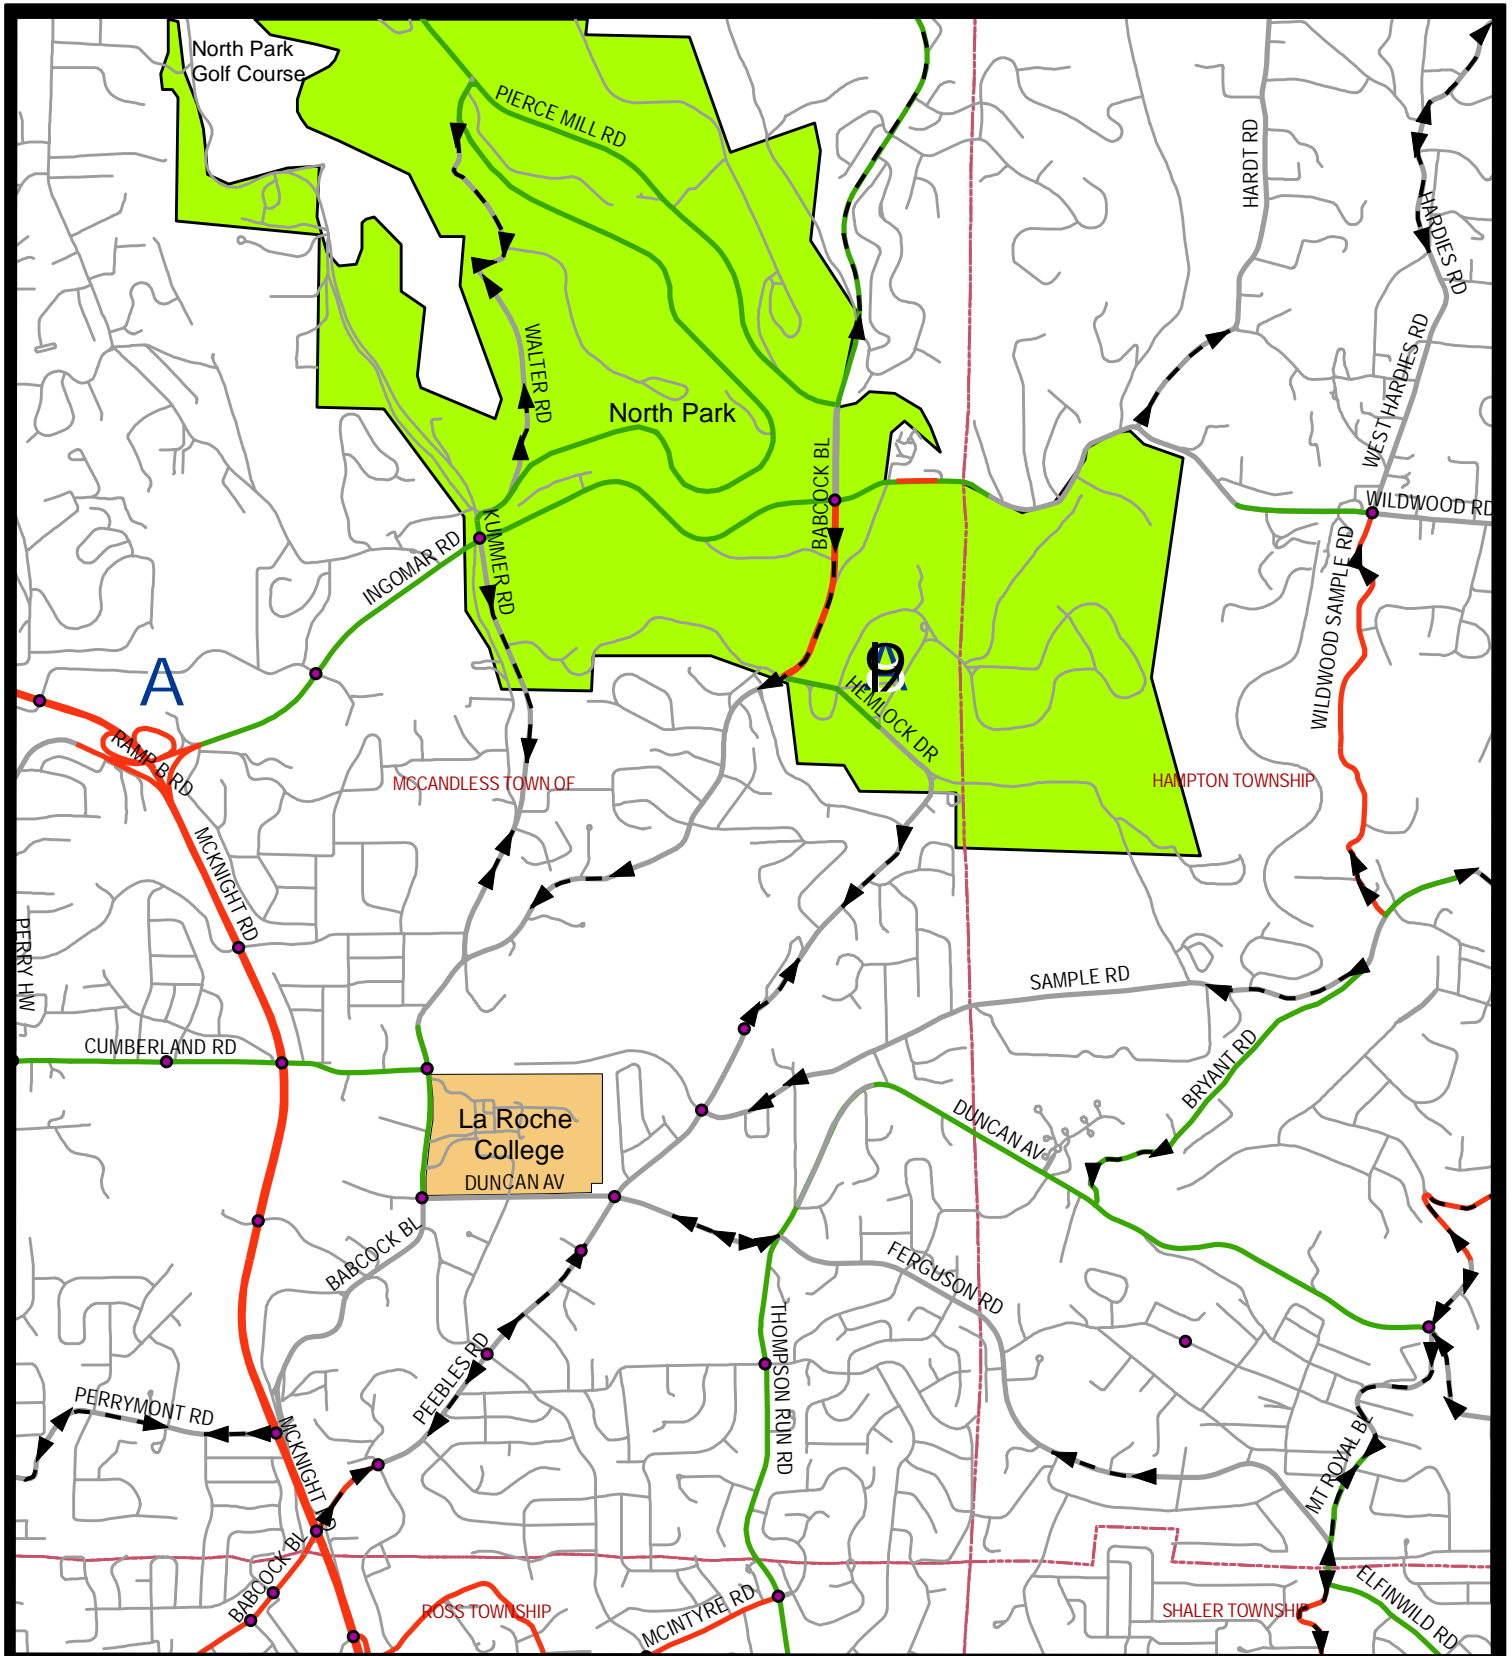 North Park
Golf Course
PIERCE MILL RD
HARDT RD
HARDIES RD
WALTER RD
WEST HARDIES RD
North Park
BABCOCK BL
WILDWOOD RD
KUMMER RD
INGOMAR RD
WILDWOOD SAMPLE RD
A
HEMLOCK DR
RAMP B RD
MCCANDLESS TOWN OF
HAMPTON TOWNSHIP
MCKNIGHT RD
PERRY HW
SAMPLE RD
CUMBERLAND RD
BRYANT RD
La Roche
College
DUNCAN AV
DUNCAN AV
BABCOCK BL
FERGUSON RD
THOMPSON RUN RD
PEEBLES RD
PERRYMONT RD
MCKNIGHT
MT ROYAL BL
BABCOCK BL
ROSS TOWNSHIP
MCINTYRE RD
SHALER TOWNSHIP
ELFINWILD RD